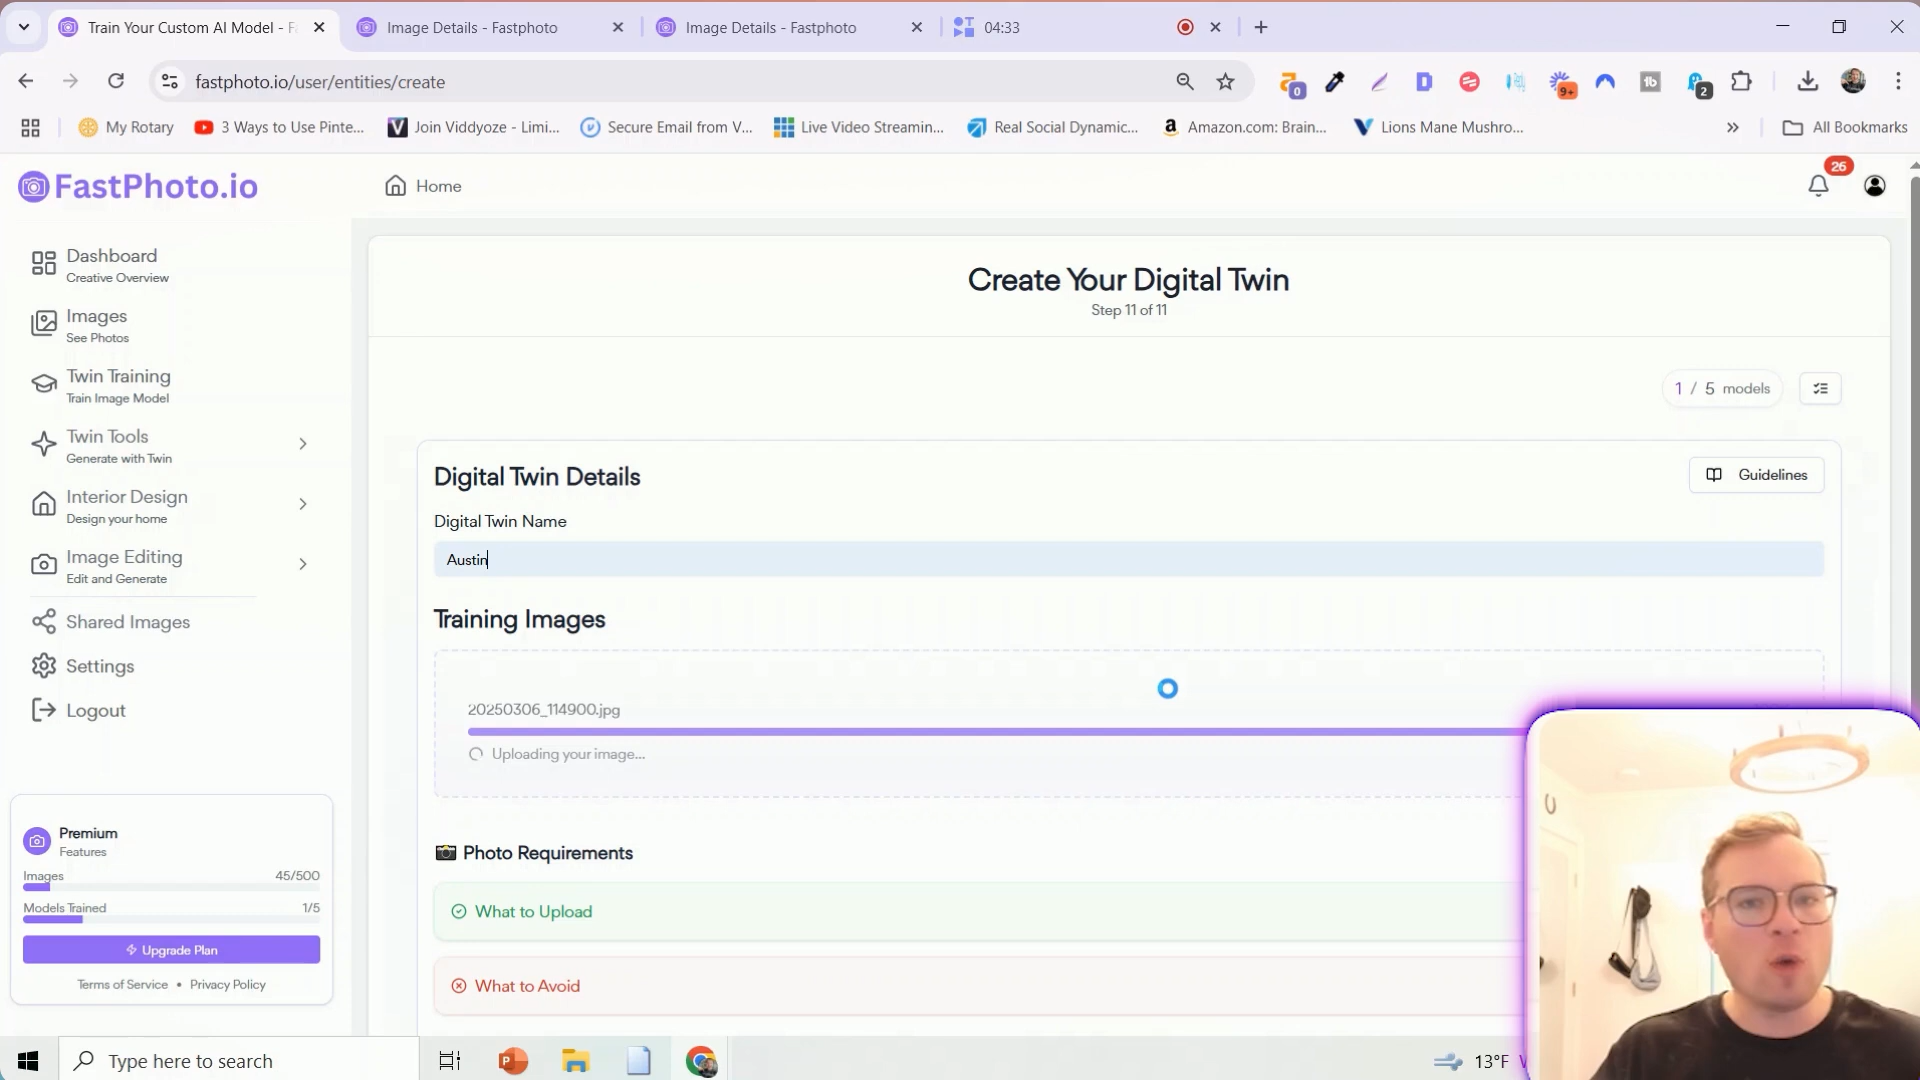 Train Your Custom AI Model - F
Image Details - Fastphoto
Image Details - Fastphoto
04:33
fastphoto.io/user/entities/create
0
9+
tb
2
My Rotary
3 Ways to Use Pinte...
Join Viddyoze - Limi...
Secure Email from V...
Live Video Streamin...
Real Social Dynamic...
Amazon.com: Brain...
Lions Mane Mushro...
All Bookmarks
FastPhoto.io
Home
26
Dashboard
Creative Overview
Images
See Photos
Twin Training
Train Image Model
Twin Tools
Generate with Twin
Interior Design
Design your home
Image Editing
Edit and Generate
Shared Images
Settings
Logout
Premium
Features
Images 45/500
Models Trained 1/5
Upgrade Plan
Terms of Service • Privacy Policy
Create Your Digital Twin
Step 11 of 11
1 / 5 models
Digital Twin Details
Guidelines
Digital Twin Name
Austin
Training Images
20250306_114900.jpg
Uploading your image...
Photo Requirements
What to Upload
What to Avoid
Type here to search
13°F